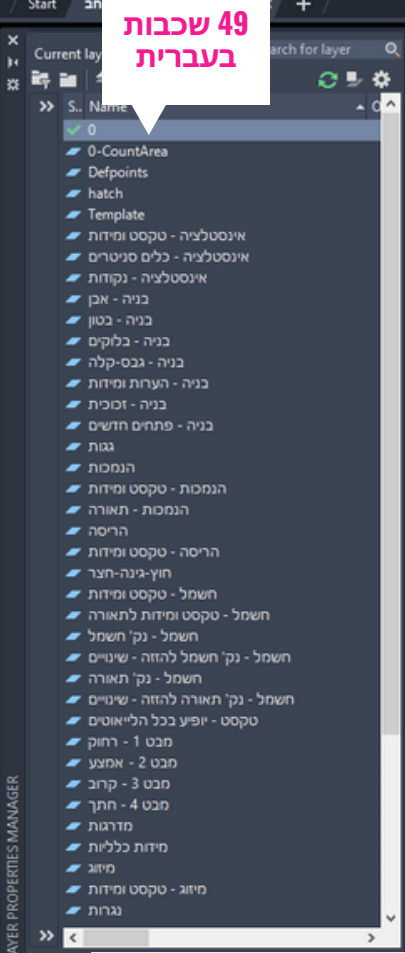 Start
49 שכבות
בעברית
Current lay
arch for layer
S.. Name
0
0-CountArea
Defpoints
hatch
Template
אינסטלציה - טקסט ומידות
אינסטלציה - כלים סניטרים
אינסטלציה - נקודות
בניה - אבן
בניה - בטון
בניה - בלוקים
בניה - גבס-קלה
בניה - הערות ומידות
בניה - זכוכית
בניה - פתחים חדשים
גגות
הנמכות
הנמכות - טקסט ומידות
הנמכות - תאורה
הריסה
הריסה - טקסט ומידות
חוץ-גינה-חצר
חשמל - טקסט ומידות
חשמל - טקסט ומידות לתאורה
חשמל - נק' חשמל
חשמל - נק' חשמל להזזה - שינויים
חשמל - נק' תאורה
חשמל - נק' תאורה להזזה - שינויים
טקסט - יופיע בכל הלייאוטים
מבט 1 - רחוק
מבט 2 - אמצע
מבט 3 - קרוב
מבט 4 - חתך
מדרגות
מידות כלליות
מיזוג
מיזוג - טקסט ומידות
נגרות
AYER PROPERTIES MANAGER